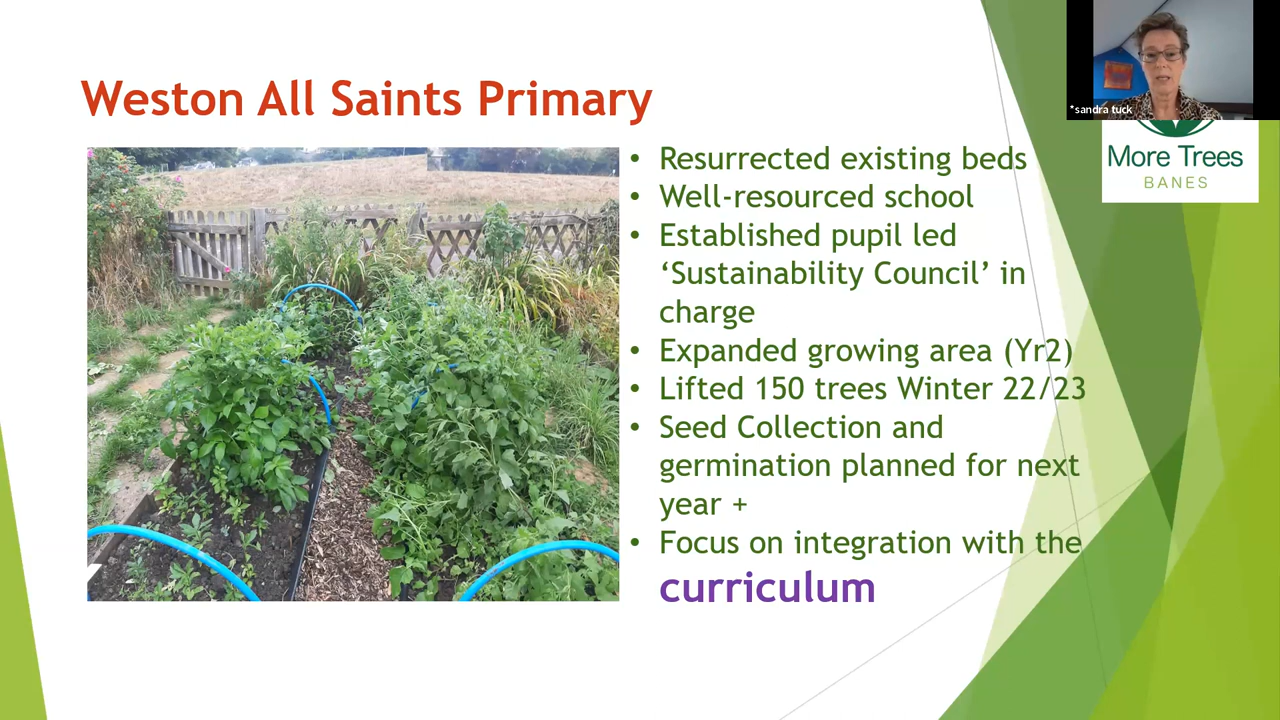 Weston All Saints Primary
*sandra tuck
More Trees
BANES
• Resurrected existing beds
• Well-resourced school
• Established pupil led
‘Sustainability Council’ in
charge
• Expanded growing area (Yr2)
• Lifted 150 trees Winter 22/23
• Seed Collection and
germination planned for next
year +
• Focus on integration with the
curriculum